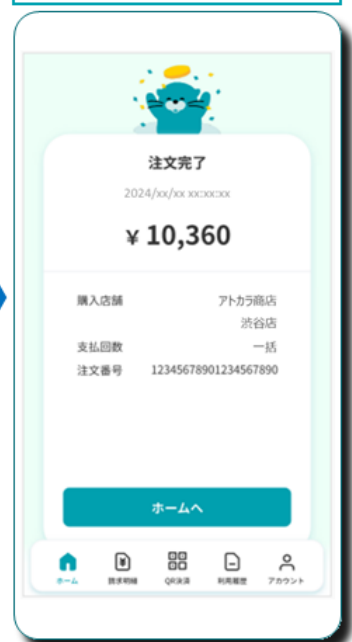 注文完了
2024/xx/xx xx:xx:xx
¥ 10,360
購入店舗 アトカラ商店
渋谷店
支払回数 一括
注文番号 12345678901234567890
ホームへ
ホーム 請求明細 QR決済 利用履歴 アカウント